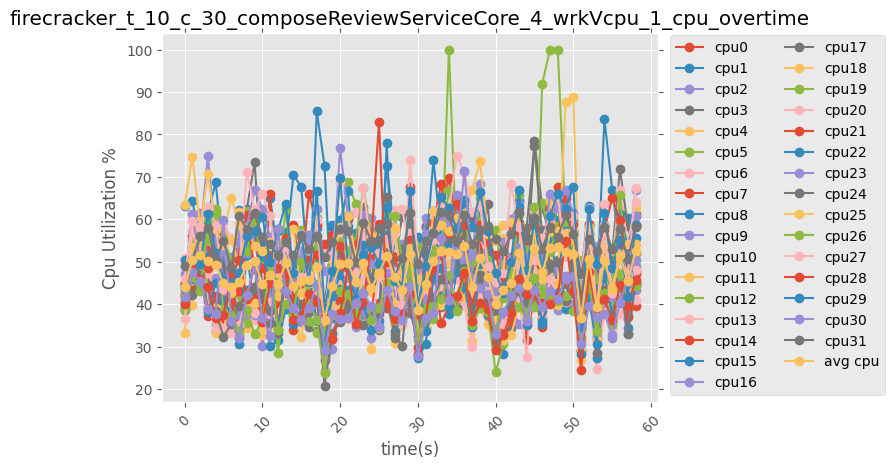 firecracker_t_10_c_30_composeReviewServiceCore_4_wrkVcpu_1_cpu_overtime
Cpu Utilization %
100
90
80
70
60
50
40
30
20
0
10
20
30
40
50
60
time(s)
cpu0
cpu1
cpu2
cpu3
cpu4
cpu5
cpu6
cpu7
cpu8
cpu9
cpu10
cpu11
cpu12
cpu13
cpu14
cpu15
cpu16
cpu17
cpu18
cpu19
cpu20
cpu21
cpu22
cpu23
cpu24
cpu25
cpu26
cpu27
cpu28
cpu29
cpu30
cpu31
avg cpu